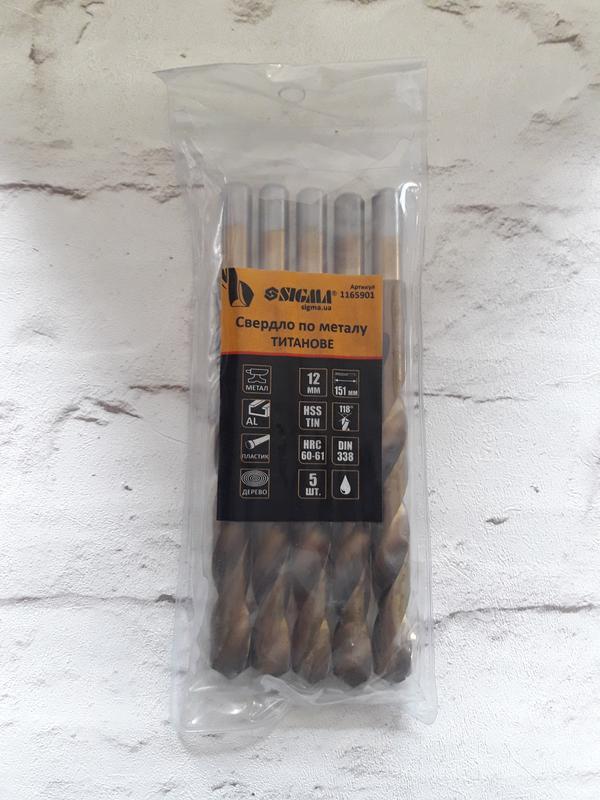 SIGMA®
sigma.ua
Артикул
1165901
Свердло по металу
ТИТАНОВЕ
МЕТАЛ
12
ММ
151 мм
AL
HSS
TIN
118°
ПЛАСТИК
HRC
60-61
DIN
338
ДЕРЕВО
5
ШТ.